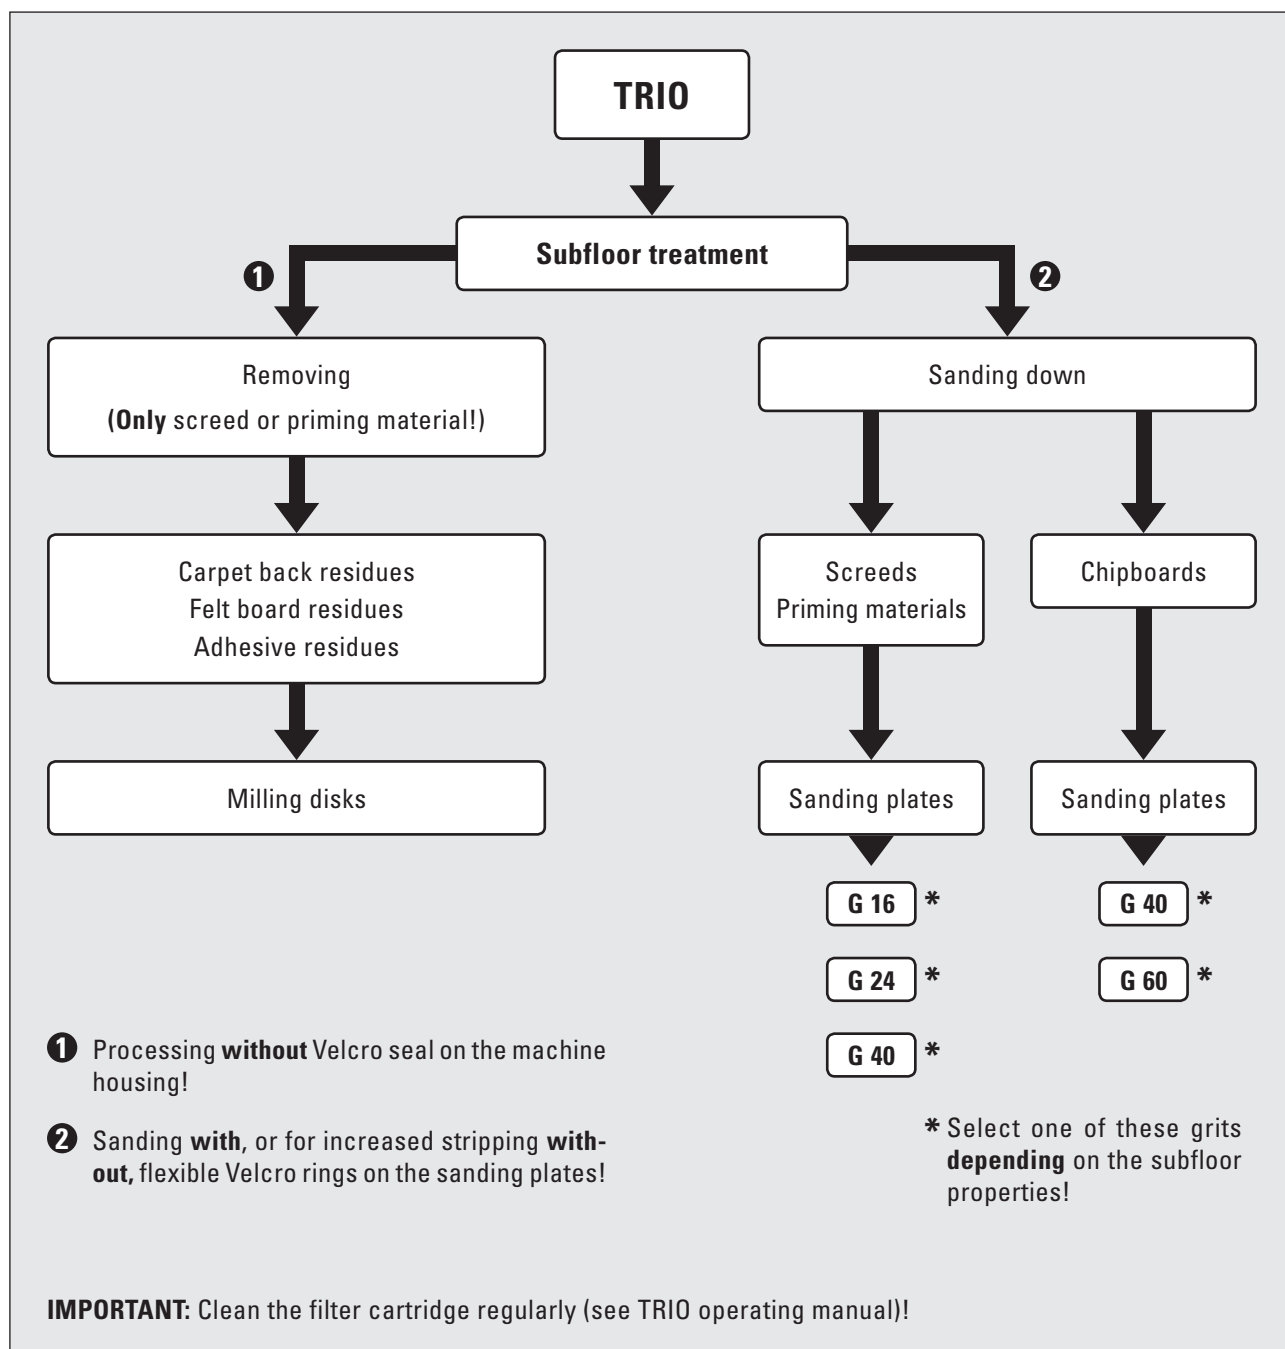 TRIO
Subfloor treatment
❶
❷
Removing
(Only screed or priming material!)
Sanding down
Carpet back residues
Felt board residues
Adhesive residues
Screeds
Priming materials
Chipboards
Milling disks
Sanding plates
Sanding plates
G 16 *
G 40 *
G 24 *
G 60 *
G 40 *
❶ Processing without Velcro seal on the machine
housing!
❷ Sanding with, or for increased stripping with-
out, flexible Velcro rings on the sanding plates!
* Select one of these grits
depending on the subfloor
properties!
IMPORTANT: Clean the filter cartridge regularly (see TRIO operating manual)!